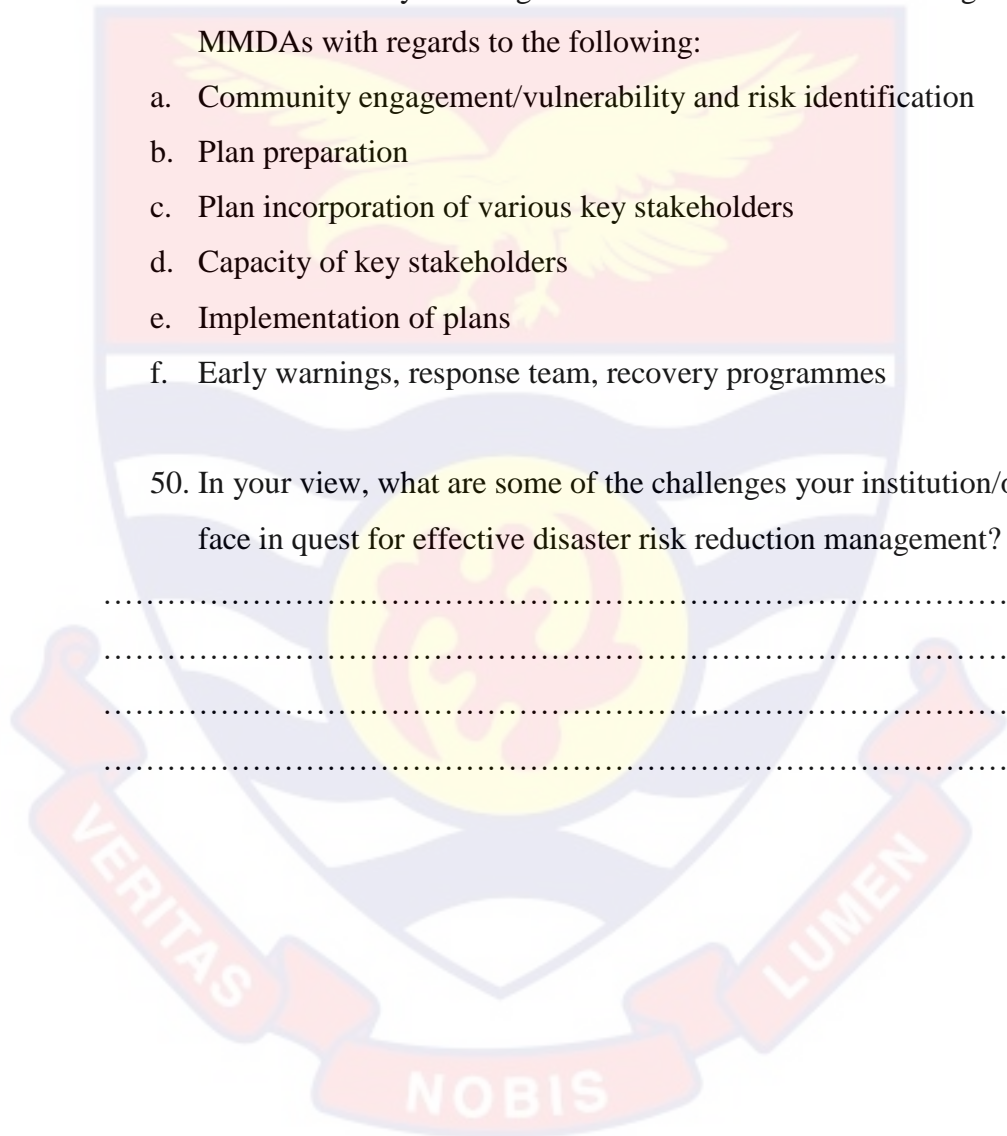 MMDAs with regards to the following:
a. Community engagement/vulnerability and risk identification
b. Plan preparation
c. Plan incorporation of various key stakeholders
d. Capacity of key stakeholders
e. Implementation of plans
f. Early warnings, response team, recovery programmes
50. In your view, what are some of the challenges your institution/
face in quest for effective disaster risk reduction management?
……………………………………………………………………
……………………………………………………………………
……………………………………………………………………
……………………………………………………………………
VERITAS
NOBIS
LUMEN